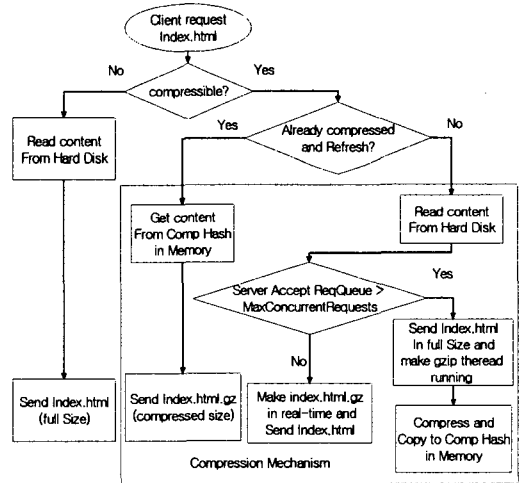 Client request
Index.html
No
Yes
compressible?
Read content
From Hard Disk
Yes
Already compressed
and Refresh?
No
Get content
From Comp Hash
in Memory
Read content
From Hard Disk
Server Accept ReqQueue >
MaxConcurrentRequests
Yes
No
Send Index.html
In full Size and
make gzip theread
running
Send Index.html
(full Size)
Send Index.html.gz
(compressed size)
Make index.html.gz
in real-time and
Send Index.html
Compress and
Copy to Comp Hash
in Memory
Compression Mechanism